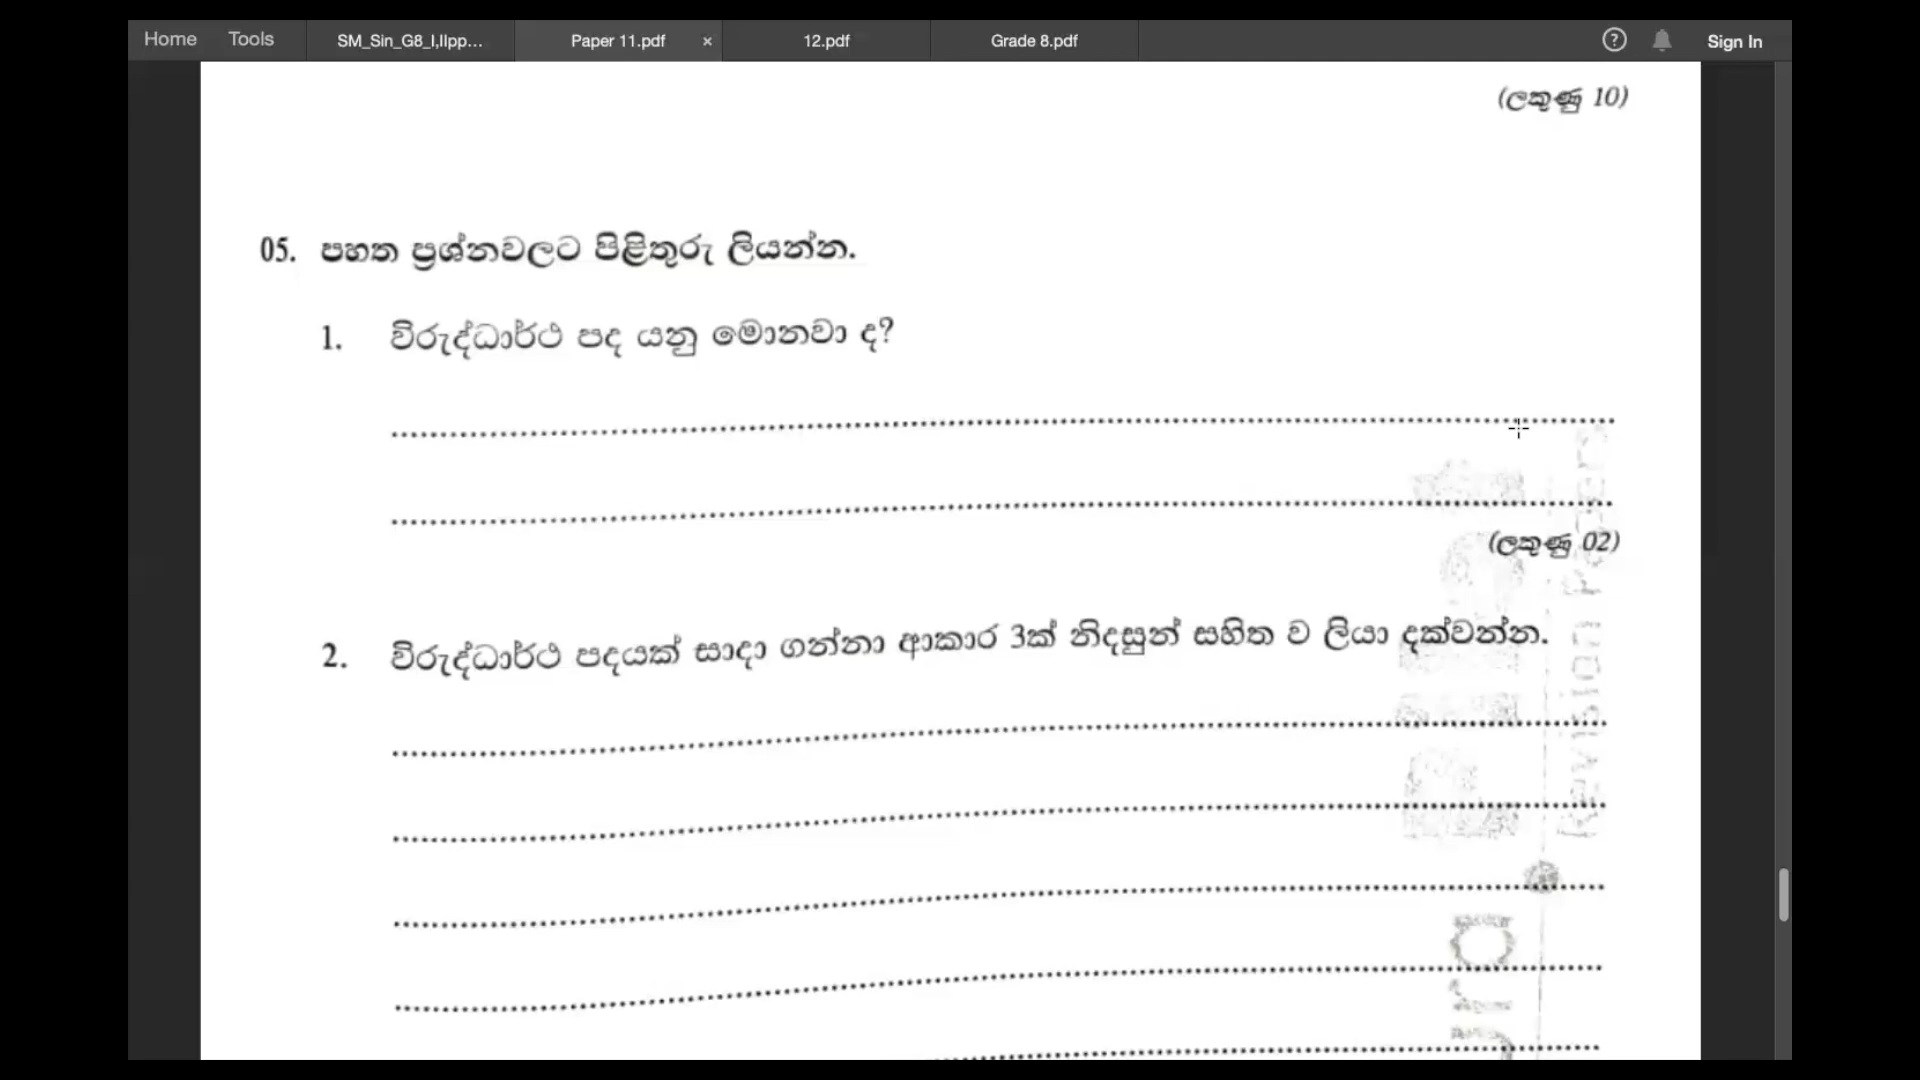 Home Tools SM_Sin_G8_I,IIpp... Paper 11.pdf × 12.pdf Grade 8.pdf ? Sign In
(ලකුණු 10)
05. පහත ප්‍රශ්නවලට පිළිතුරු ලියන්න.
1. විරුද්ධාර්ථ පද යනු මොනවා ද?
(ලකුණු 02)
2. විරුද්ධාර්ථ පදයක් සාදා ගන්නා ආකාර 3ක් නිදසුන් සහිත ව ලියා දක්වන්න.